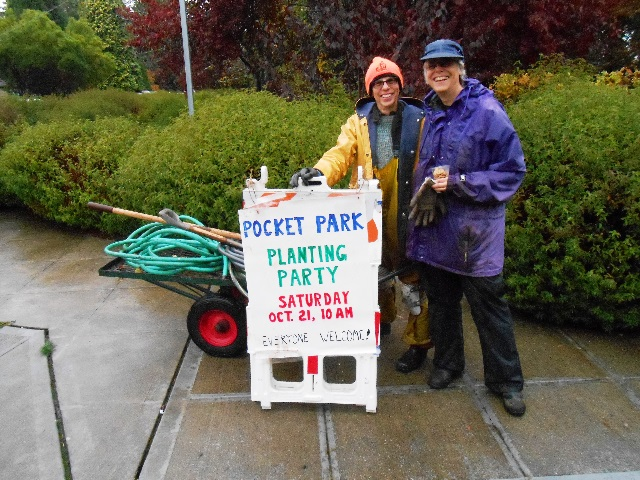 POCKET PARK
PLANTING
PARTY
SATURDAY
OCT. 21, 10 AM
EVERYONE WELCOME!